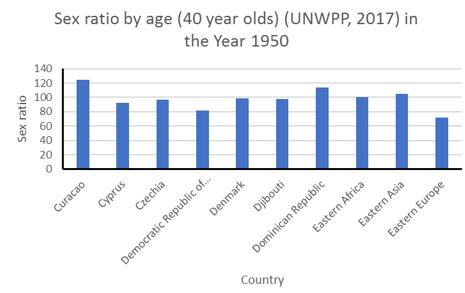 Sex ratio by age (40 year olds) (UNWPP, 2017) in
the Year 1950
140
120
100
80
60
40
20
0
Sex ratio
Curacao
Cyprus
Czechia
Democratic Republic of…
Denmark
Djibouti
Dominican Republic
Eastern Africa
Eastern Asia
Eastern Europe
Country